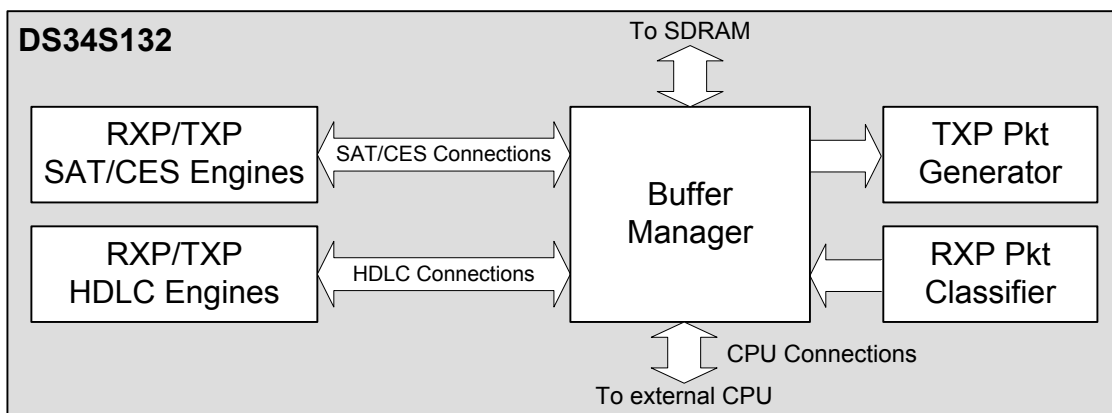 DS34S132
To SDRAM
RXP/TXP
SAT/CES Engines
SAT/CES Connections
Buffer
Manager
TXP Pkt
Generator
RXP/TXP
HDLC Engines
HDLC Connections
RXP Pkt
Classifier
CPU Connections
To external CPU